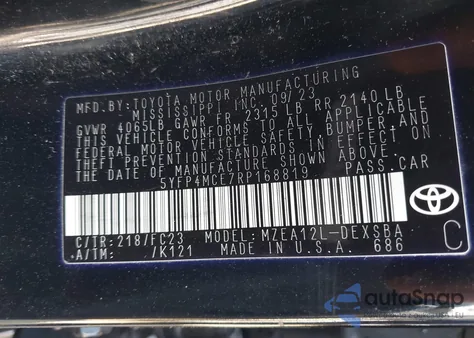 MFD.BY: TOYOTA MOTOR MANUFACTURING
MISSISSIPPI, INC. 09/23
GVWR 4065LB GAWR FR 2315 LB RR 2140 LB
THIS VEHICLE CONFORMS TO ALL APPLICABLE
FEDERAL MOTOR VEHICLE SAFETY, BUMPER, AND
THEFT PREVENTION STANDARDS IN EFFECT ON
THE DATE OF MANUFACTURE SHOWN ABOVE.
5YFP4MCE7RP168819 PASS.CAR
C/TR: 218/FC23 MODEL: MZEA12L-DEXSBA
A/TM: /K121 MADE IN U.S.A. 686
TOYOTA
C
autoSnap